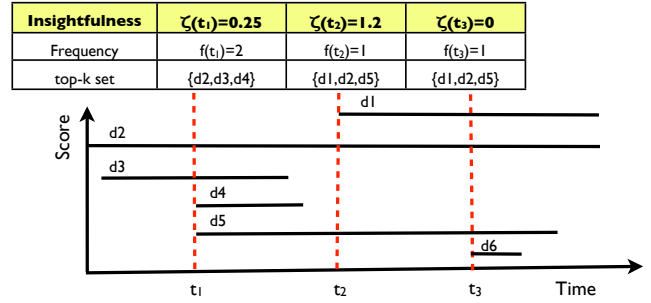 Insightfulness ζ(t₁)=0.25 ζ(t₂)=1.2 ζ(t₃)=0
Frequency f(t₁)=2 f(t₂)=1 f(t₃)=1
top-k set {d2,d3,d4} {d1,d2,d5} {d1,d2,d5}
d1
Score
d2
d3
d4
d5
d6
t₁ t₂ t₃ Time